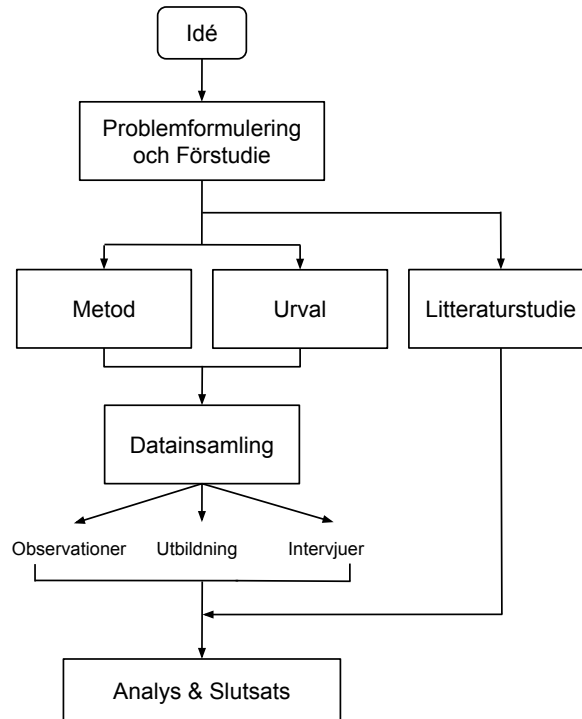 Idé
Problemformulering
och Förstudie
Metod
Urval
Litteraturstudie
Datainsamling
Observationer
Utbildning
Intervjuer
Analys & Slutsats